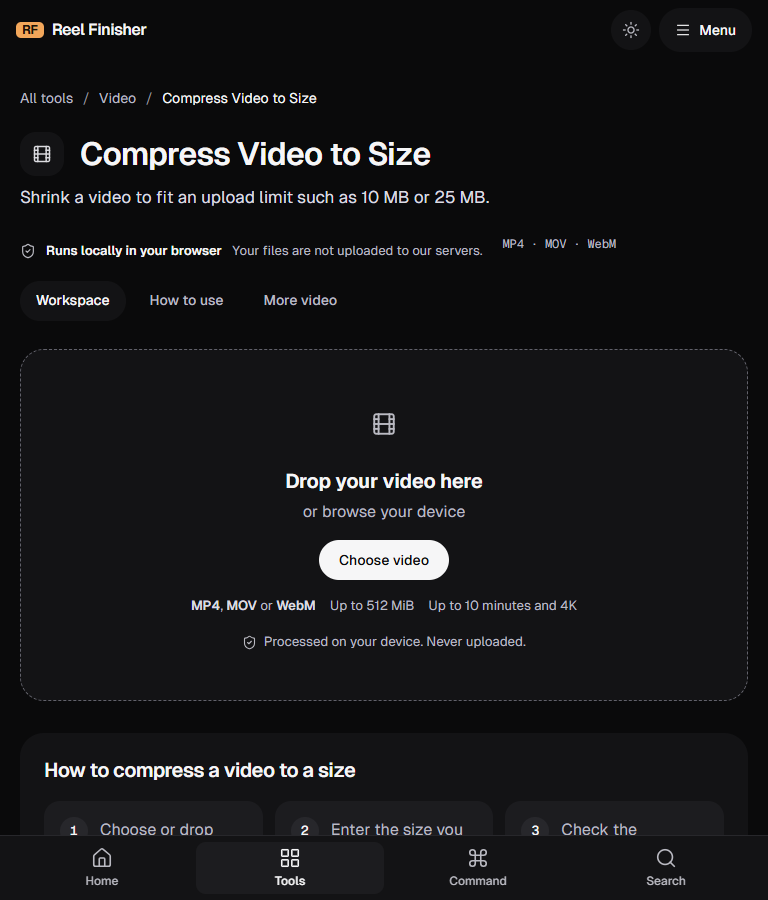 RF Reel Finisher
Menu
All tools / Video / Compress Video to Size
Compress Video to Size
Shrink a video to fit an upload limit such as 10 MB or 25 MB.
Runs locally in your browser Your files are not uploaded to our servers. MP4 · MOV · WebM
Workspace How to use More video
Drop your video here
or browse your device
Choose video
MP4, MOV or WebM Up to 512 MiB Up to 10 minutes and 4K
Processed on your device. Never uploaded.
How to compress a video to a size
1 Choose or drop 2 Enter the size you 3 Check the
Home Tools Command Search